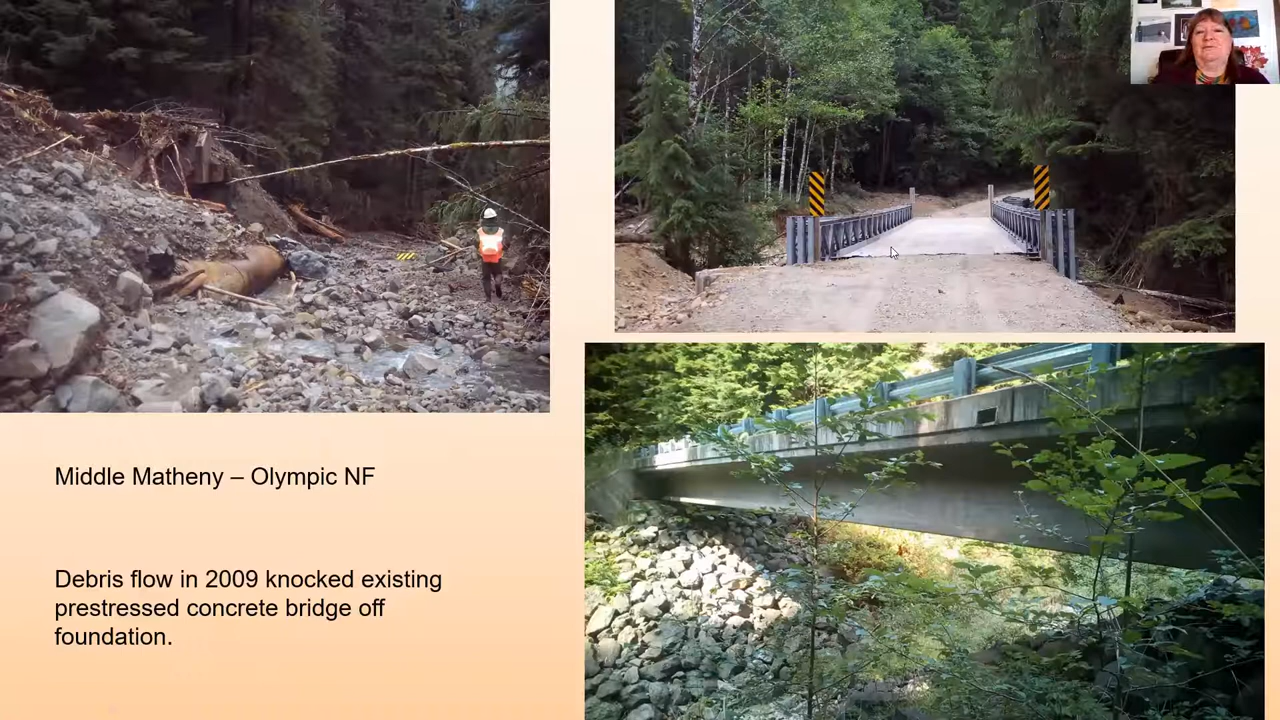 Middle Matheny – Olympic NF
Debris flow in 2009 knocked existing
prestressed concrete bridge off
foundation.